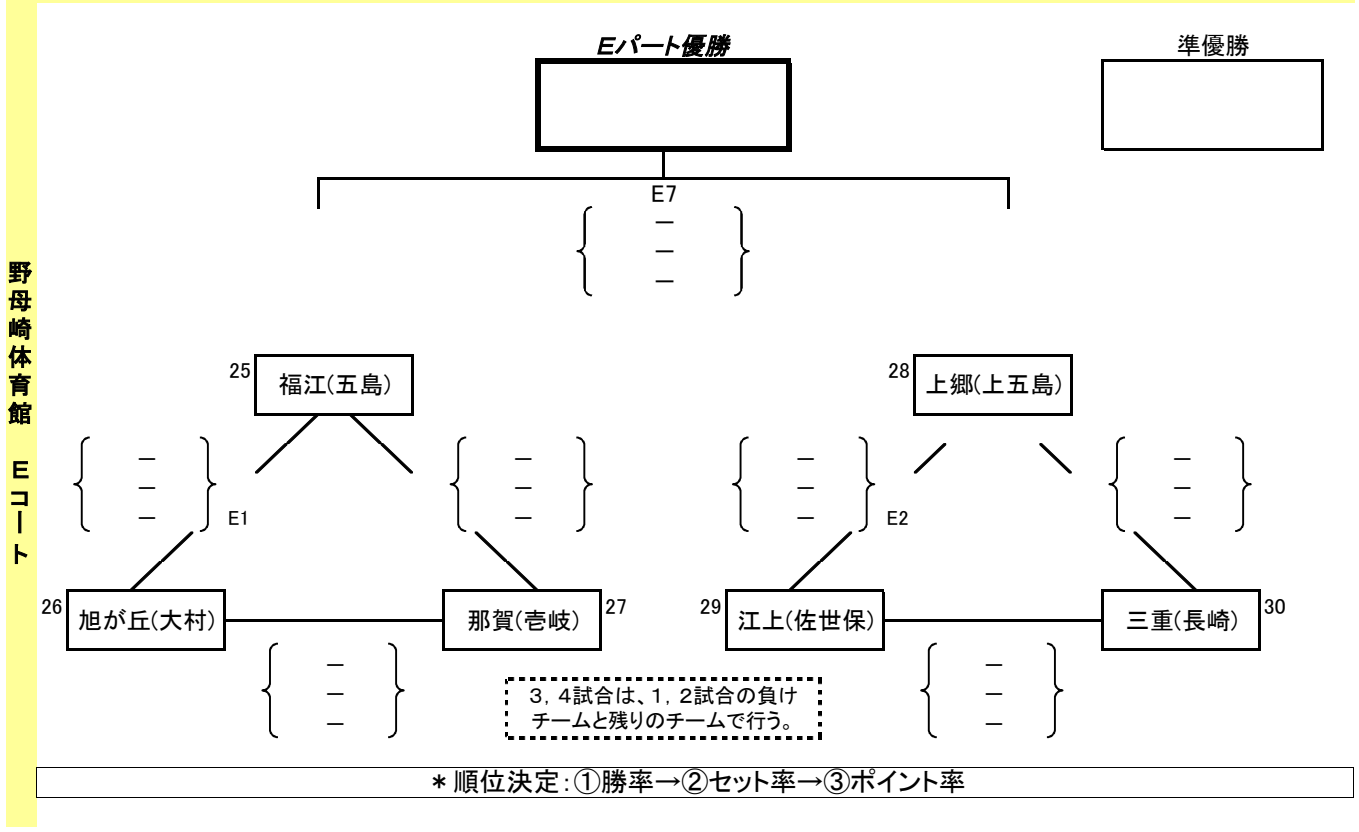 野母崎体育館　Eコート
Eパート優勝
準優勝
E7
－
－
－
25
福江(五島)
28
上郷(上五島)
－
－
－
E1
－
－
－
－
－
－
E2
－
－
－
26
旭が丘(大村)
那賀(壱岐)
27
29
江上(佐世保)
三重(長崎)
30
－
－
－
3，4試合は、1，2試合の負け
チームと残りのチームで行う。
－
－
－
＊順位決定：①勝率→②セット率→③ポイント率